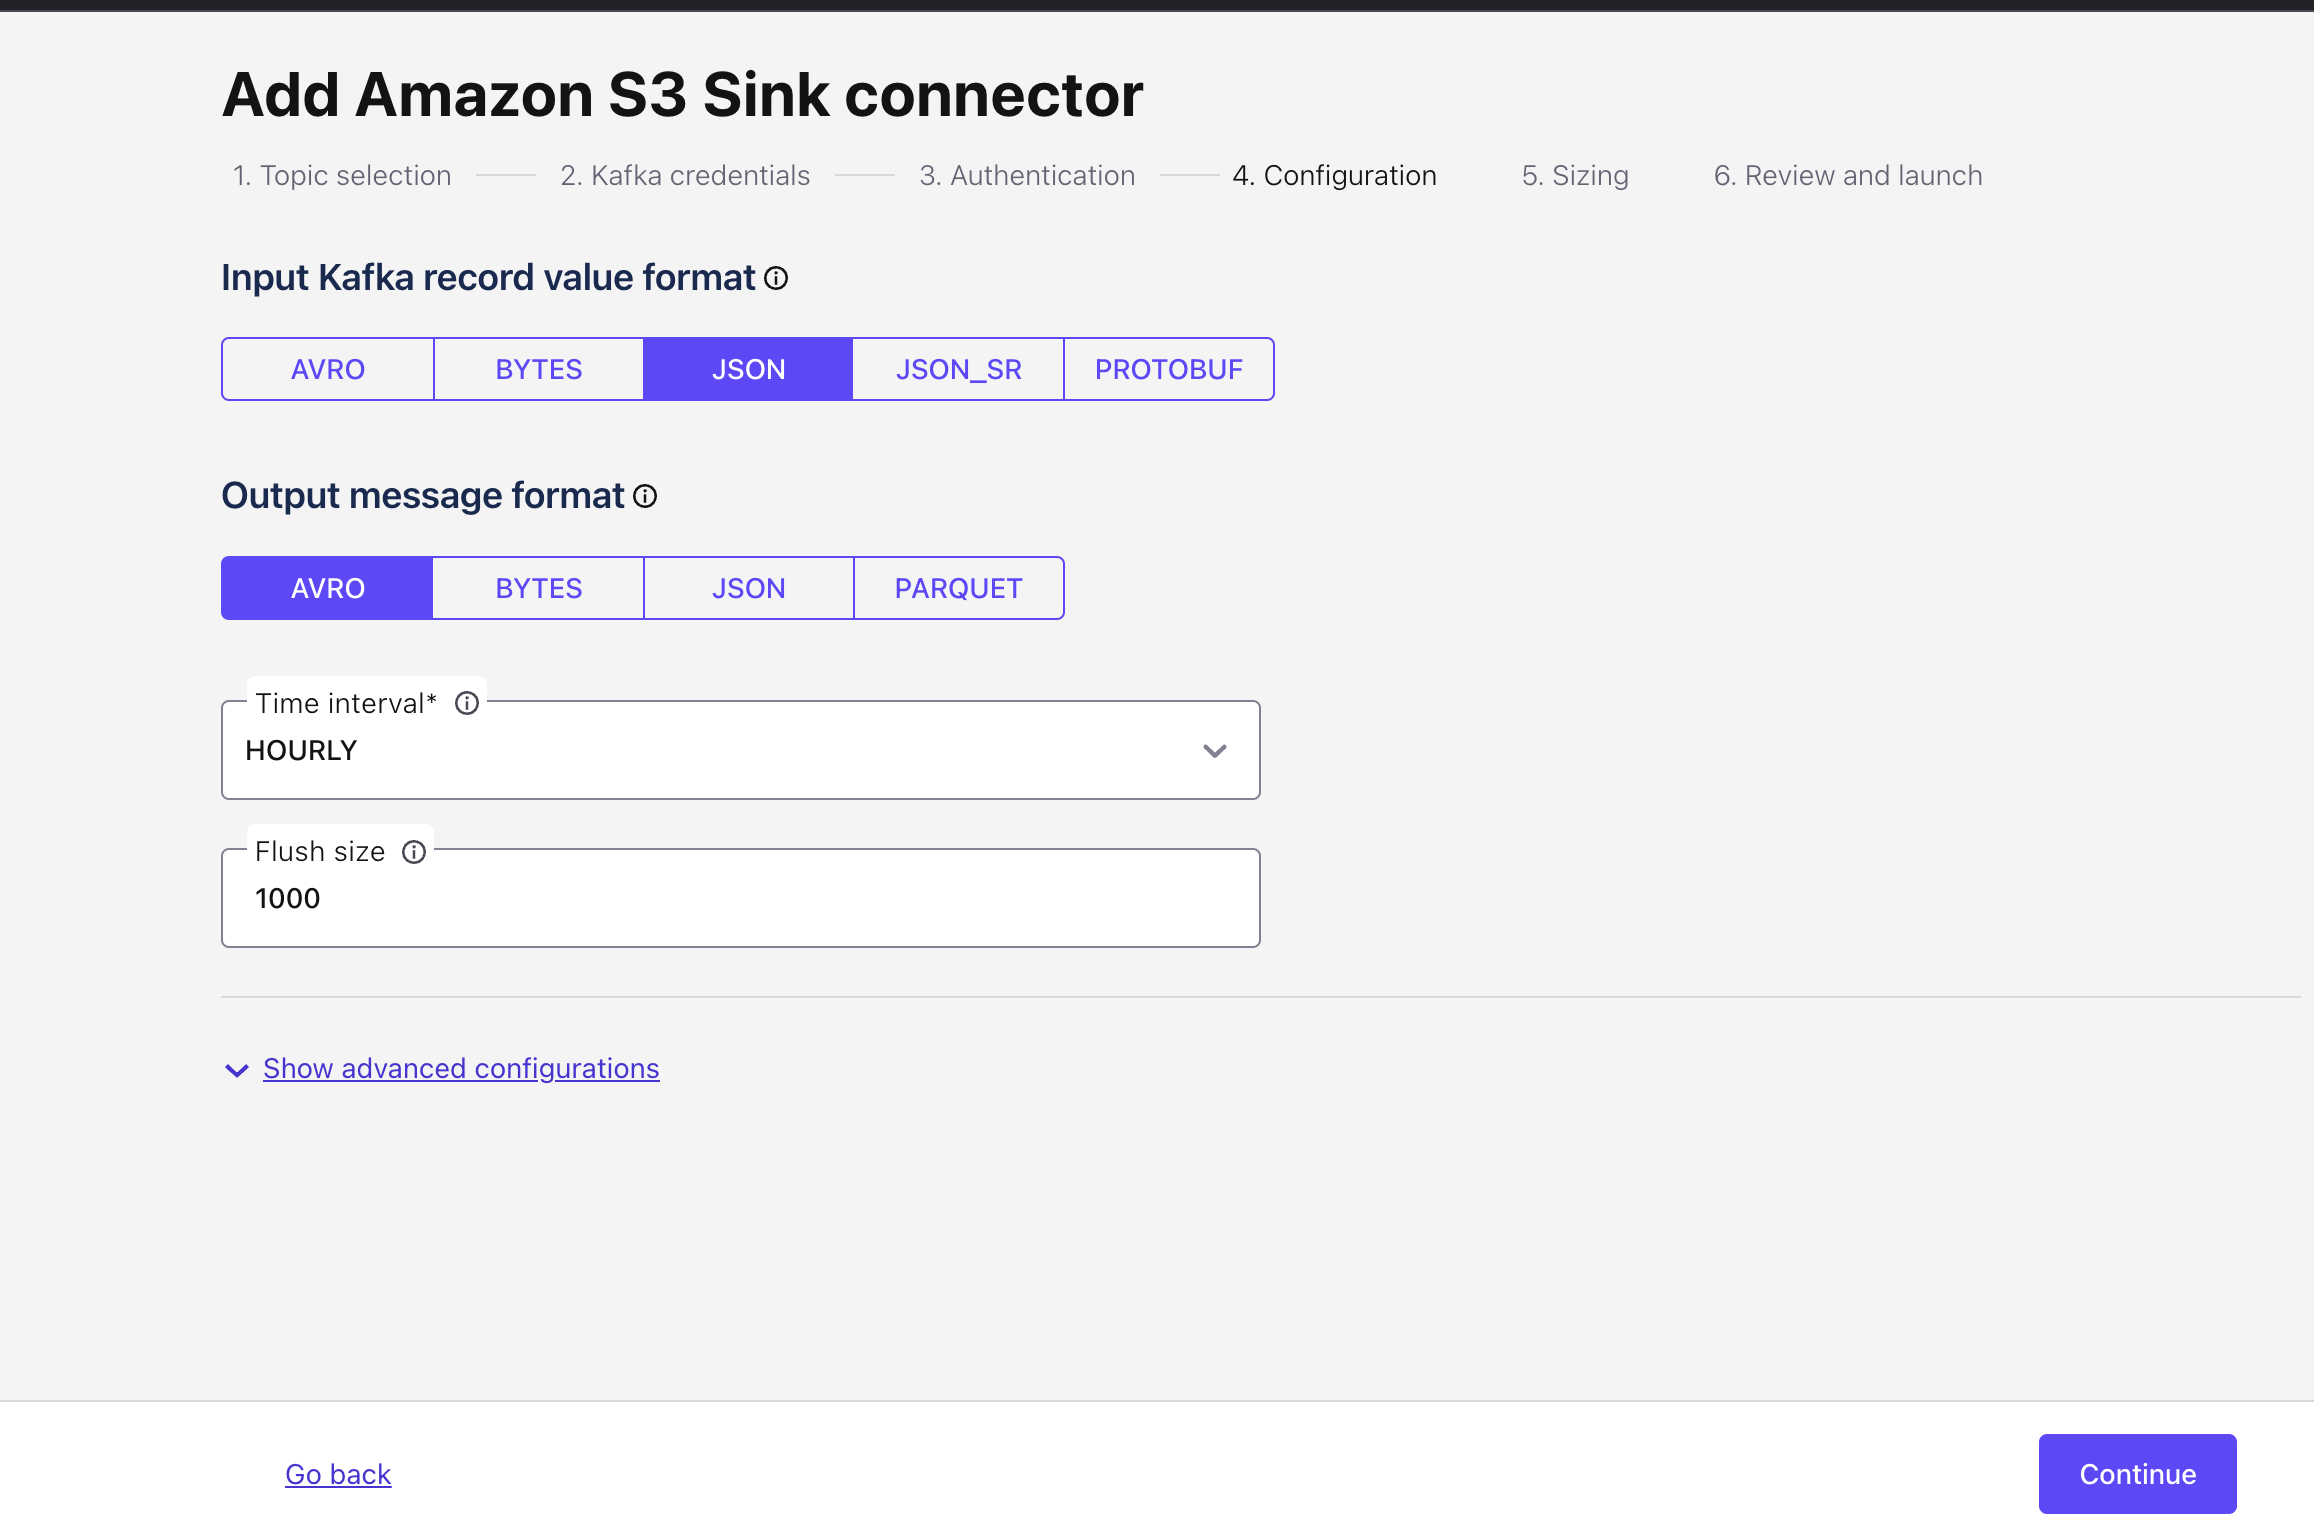 Add Amazon S3 Sink connector
1. Topic selection 2. Kafka credentials 3. Authentication 4. Configuration 5. Sizing 6. Review and launch
Input Kafka record value format
AVRO BYTES JSON JSON_SR PROTOBUF
Output message format
AVRO BYTES JSON PARQUET
Time interval*
HOURLY
Flush size
1000
Show advanced configurations
Go back Continue